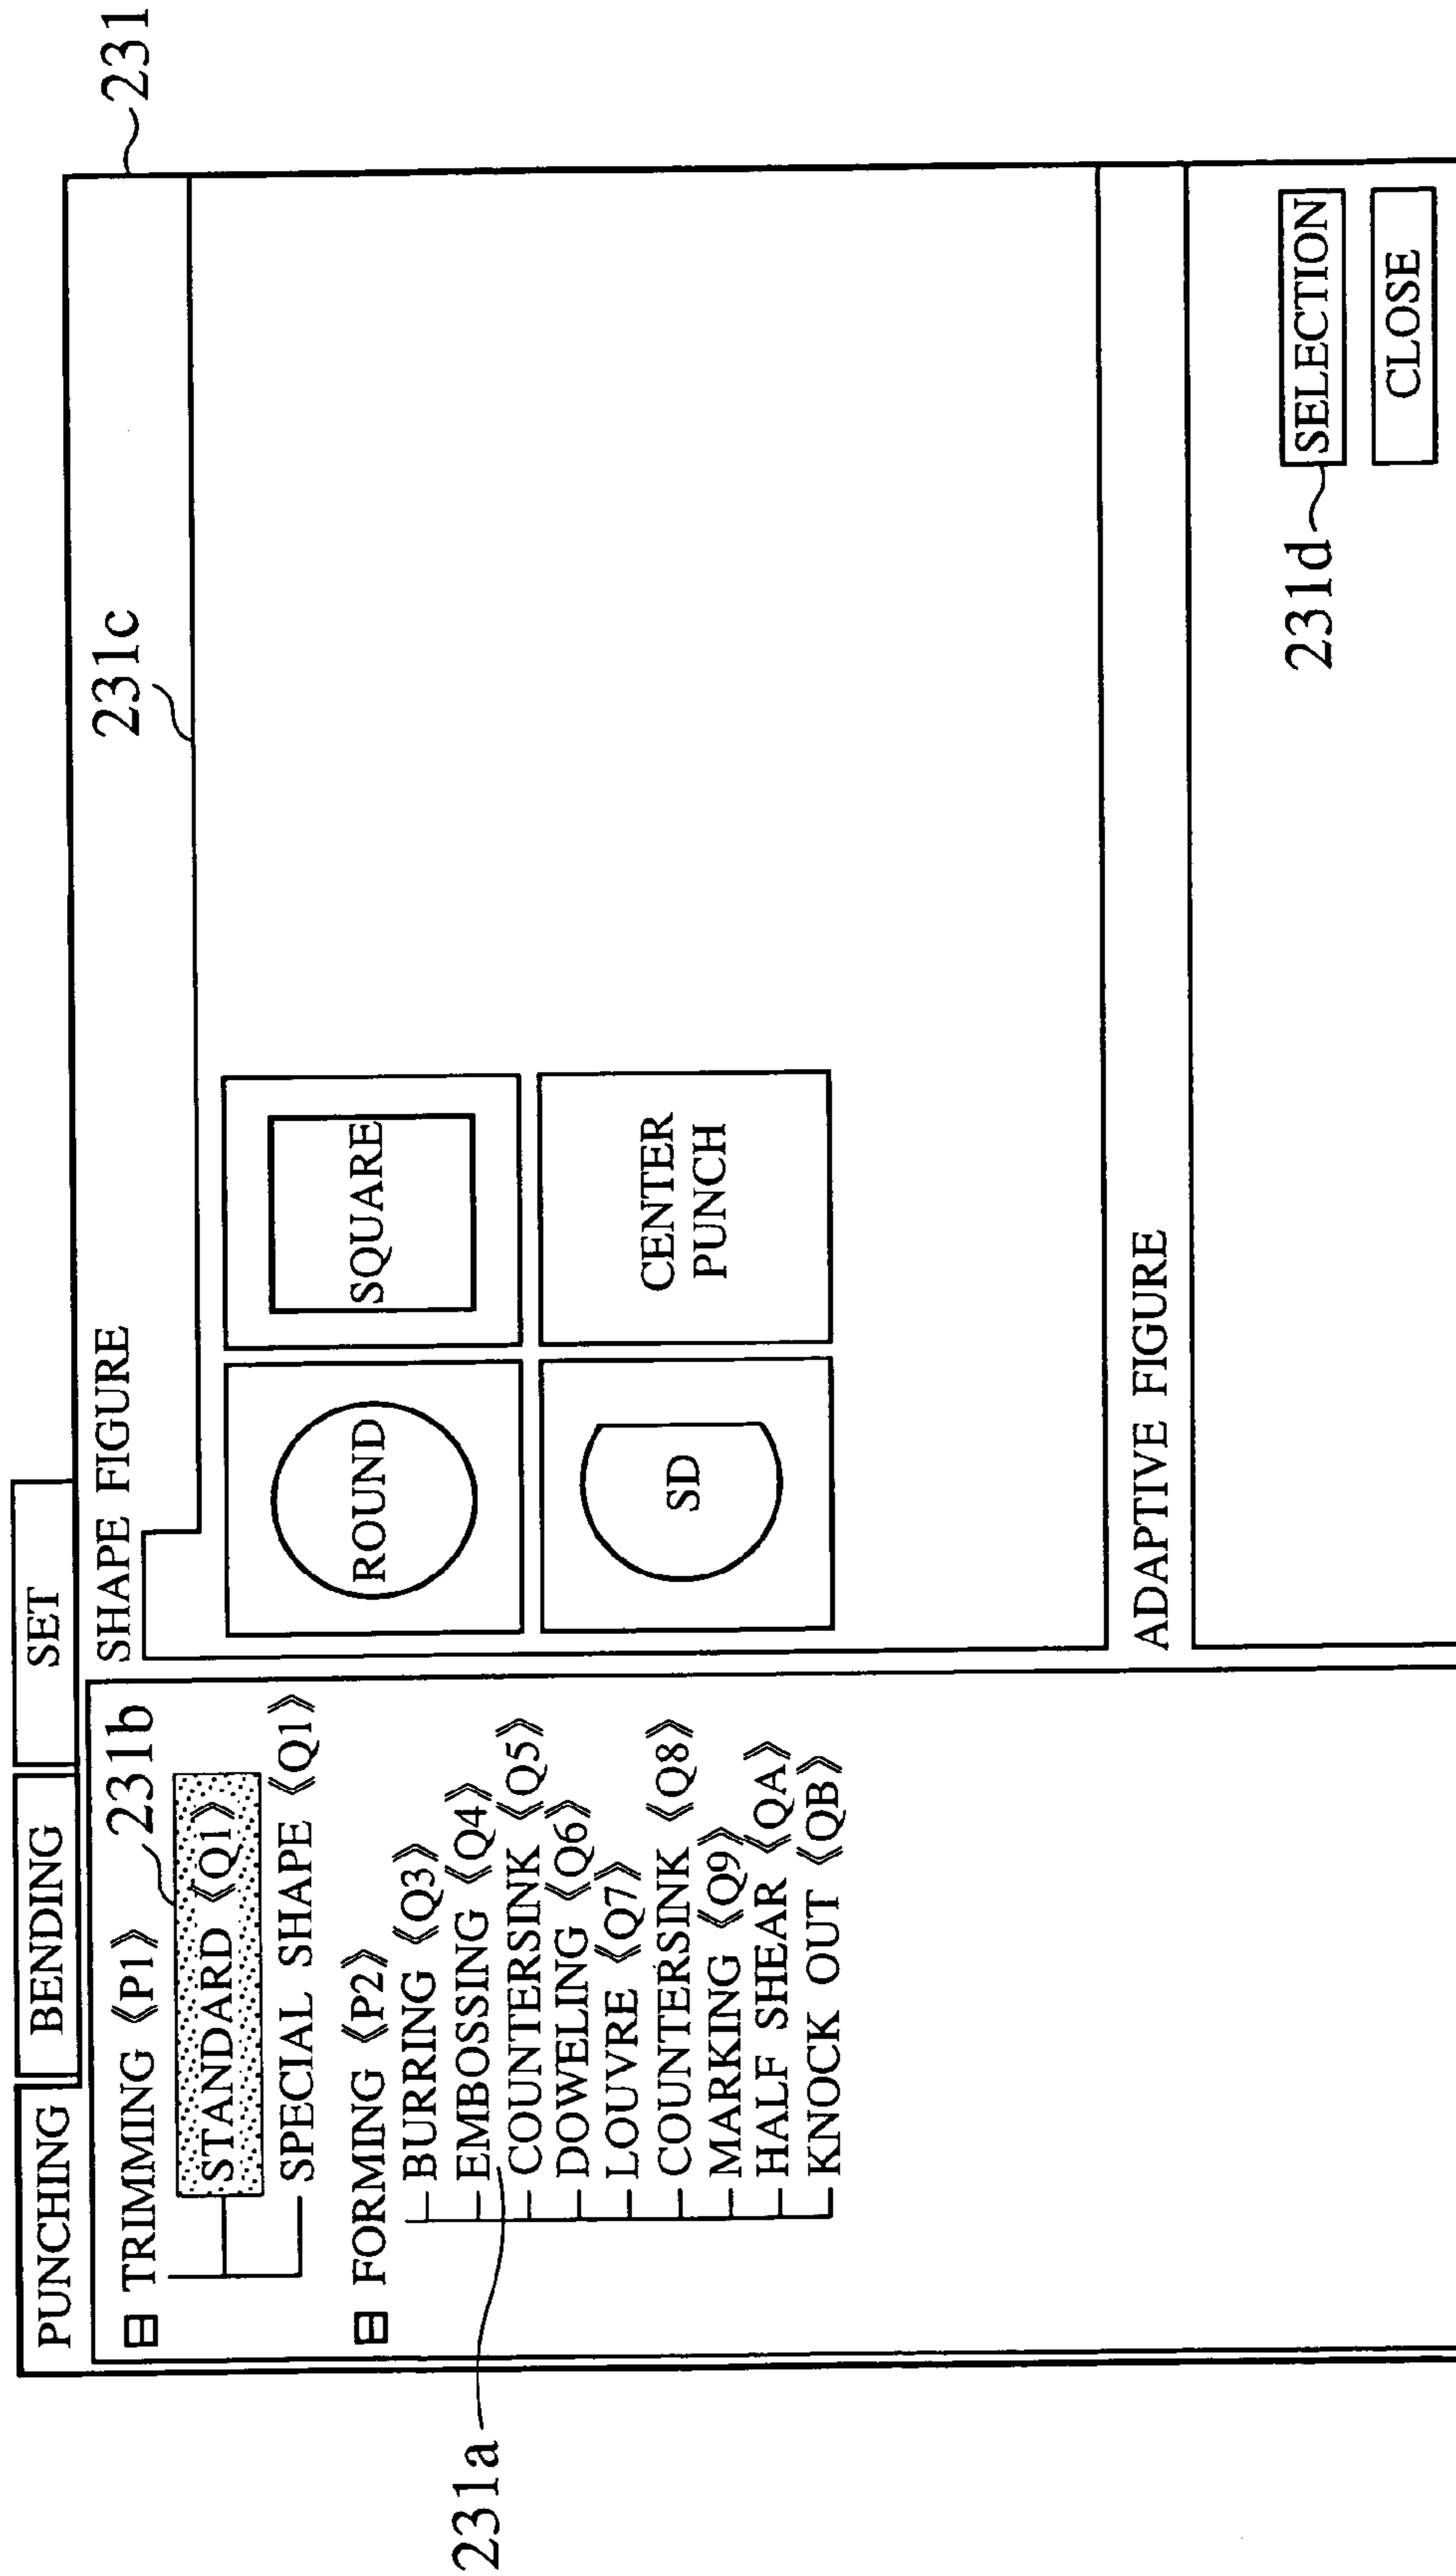 PUNCHING
BENDING
SET
231
231b
231c
TRIMMING 《P1》
STANDARD 《Q1》
SPECIAL SHAPE 《Q1》
FORMING 《P2》
BURRING 《Q3》
EMBOSSING 《Q4》
COUNTERSINK 《Q5》
DOWELING 《Q6》
LOUVRE 《Q7》
COUNTERSINK 《Q8》
MARKING 《Q9》
HALF SHEAR 《QA》
KNOCK OUT 《QB》
231a
SHAPE FIGURE
ROUND
SQUARE
SD
CENTER
PUNCH
ADAPTIVE FIGURE
231d
SELECTION
CLOSE